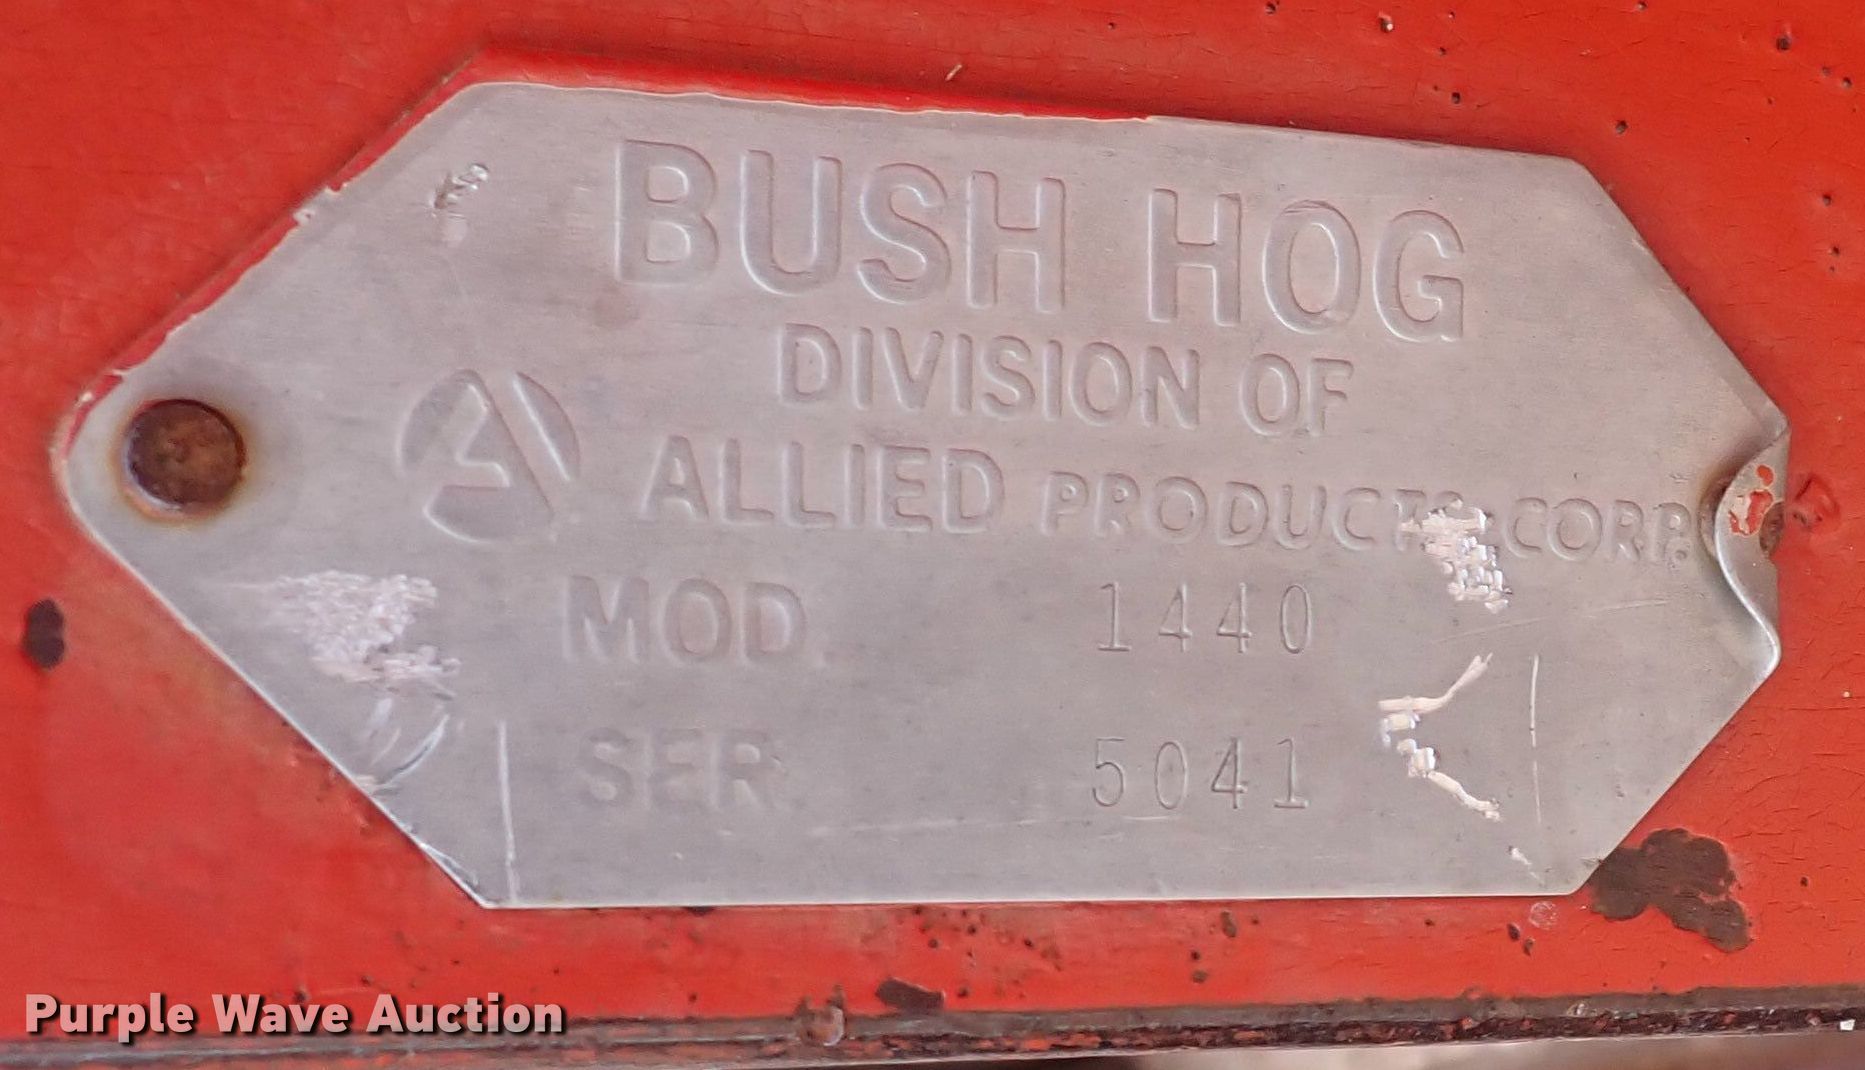 BUSH HOG
DIVISION OF
ALLIED PRODUCTS CORP.
MOD. 1440
SER. 5041
Purple Wave Auction